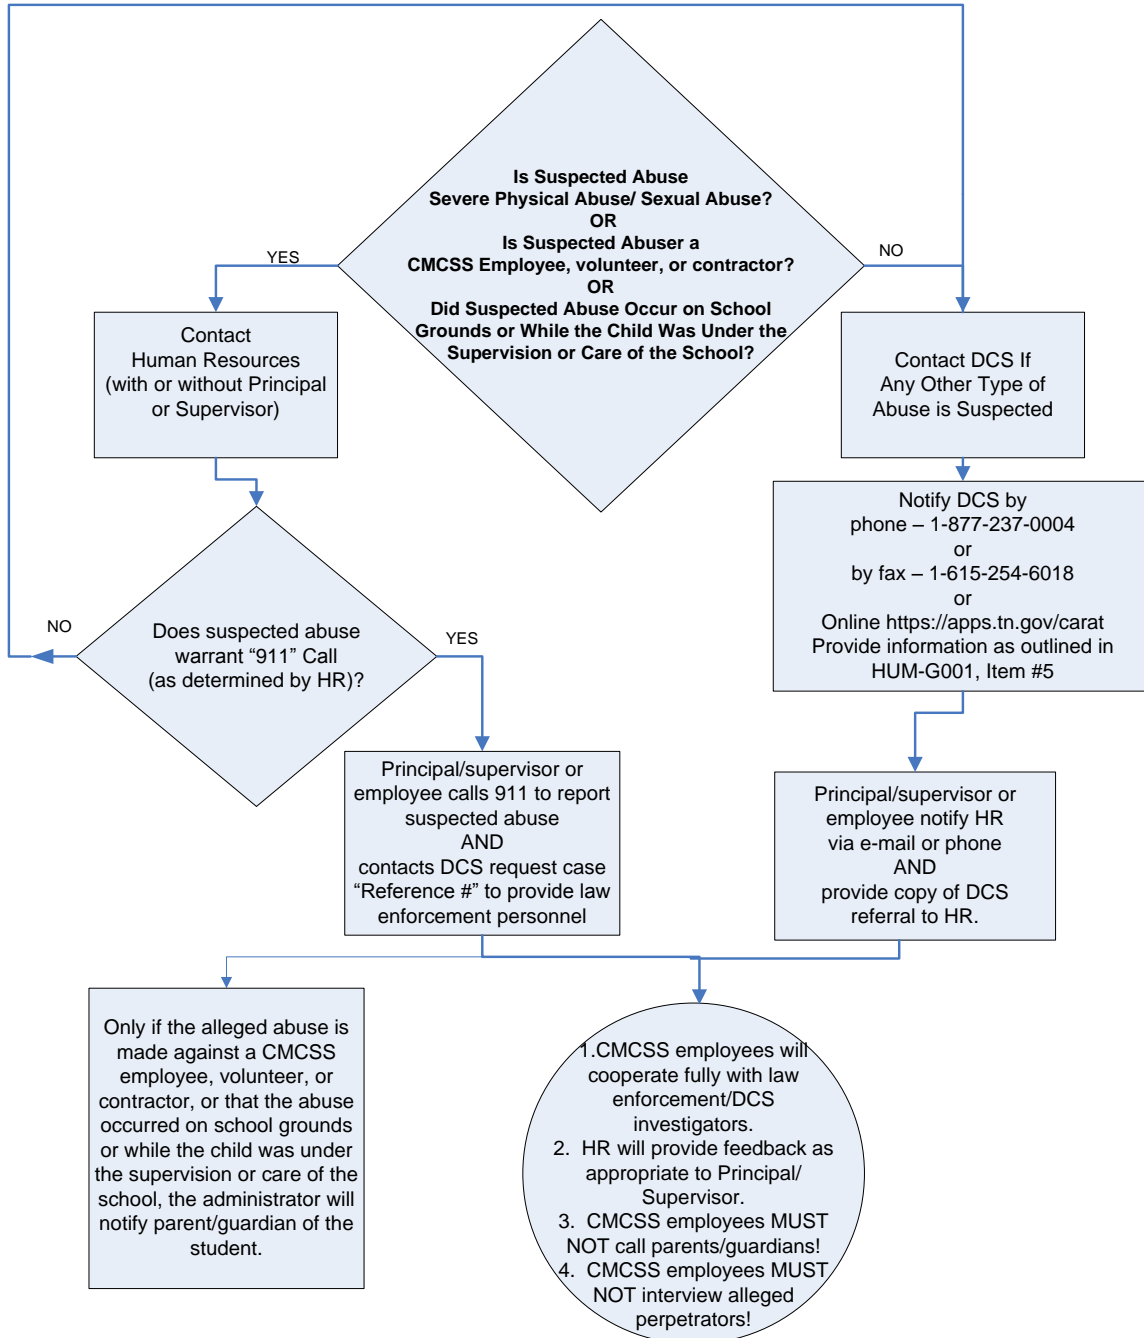 Is Suspected Abuse
Severe Physical Abuse/ Sexual Abuse?
OR
Is Suspected Abuser a
CMCSS Employee, volunteer, or contractor?
OR
Did Suspected Abuse Occur on School
Grounds or While the Child Was Under the
Supervision or Care of the School?
YES
NO
Contact
Human Resources
(with or without Principal
or Supervisor)
Contact DCS If
Any Other Type of
Abuse is Suspected
Notify DCS by
phone – 1-877-237-0004
or
by fax – 1-615-254-6018
or
Online https://apps.tn.gov/carat
Provide information as outlined in
HUM-G001, Item #5
NO
Does suspected abuse
warrant “911” Call
(as determined by HR)?
YES
Principal/supervisor or
employee calls 911 to report
suspected abuse
AND
contacts DCS request case
“Reference #” to provide law
enforcement personnel
Principal/supervisor or
employee notify HR
via e-mail or phone
AND
provide copy of DCS
referral to HR.
Only if the alleged abuse is
made against a CMCSS
employee, volunteer, or
contractor, or that the abuse
occurred on school grounds
or while the child was under
the supervision or care of the
school, the administrator will
notify parent/guardian of the
student.
1.CMCSS employees will
cooperate fully with law
enforcement/DCS
investigators.
2. HR will provide feedback as
appropriate to Principal/
Supervisor.
3. CMCSS employees MUST
NOT call parents/guardians!
4. CMCSS employees MUST
NOT interview alleged
perpetrators!